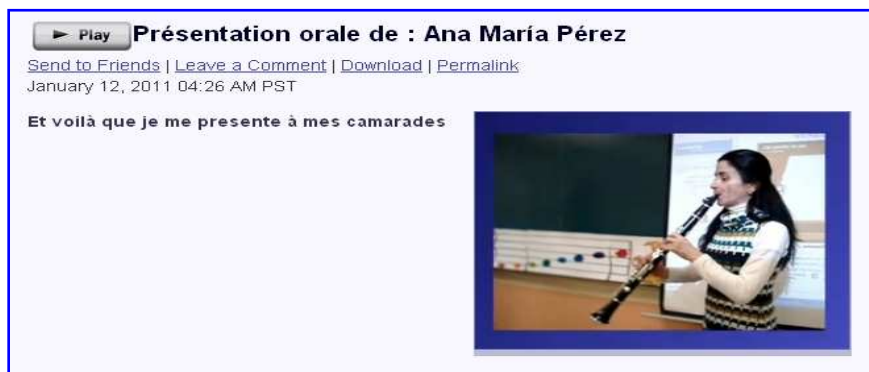 Play Présentation orale de : Ana María Pérez
Send to Friends | Leave a Comment | Download | Permalink
January 12, 2011 04:26 AM PST
Et voilà que je me presente à mes camarades